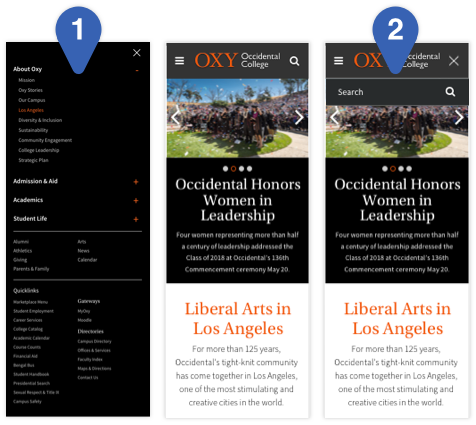 1
About Oxy -
Mission
Oxy Stories
Our Campus
Los Angeles
Diversity & Inclusion
Sustainability
Community Engagement
College Leadership
Strategic Plan
Admission & Aid +
Academics +
Student Life +
Alumni
Athletics
Giving
Parents & Family
Arts
News
Calendar
Quicklinks
Marketplace Menu
Student Employment
Career Services
College Catalog
Academic Calendar
Course Counts
Financial Aid
Bengal Bus
Student Handbook
Presidential Search
Sexual Respect & Title IX
Campus Safety
Gateways
MyOxy
Moodle
Directories
Campus Directory
Offices & Services
Faculty Index
Maps & Directions
Contact Us
OXY Occidental
College
Occidental Honors
Women in
Leadership
Four women representing more than half
a century of leadership addressed the
Class of 2018 at Occidental's 136th
Commencement ceremony May 20.
Liberal Arts in
Los Angeles
For more than 125 years,
Occidental's tight-knit community
has come together in Los Angeles,
one of the most stimulating and
creative cities in the world.
2
OXY Occidental
College
Search
Occidental Honors
Women in
Leadership
Four women representing more than half
a century of leadership addressed the
Class of 2018 at Occidental's 136th
Commencement ceremony May 20.
Liberal Arts in
Los Angeles
For more than 125 years,
Occidental's tight-knit community
has come together in Los Angeles,
one of the most stimulating and
creative cities in the world.